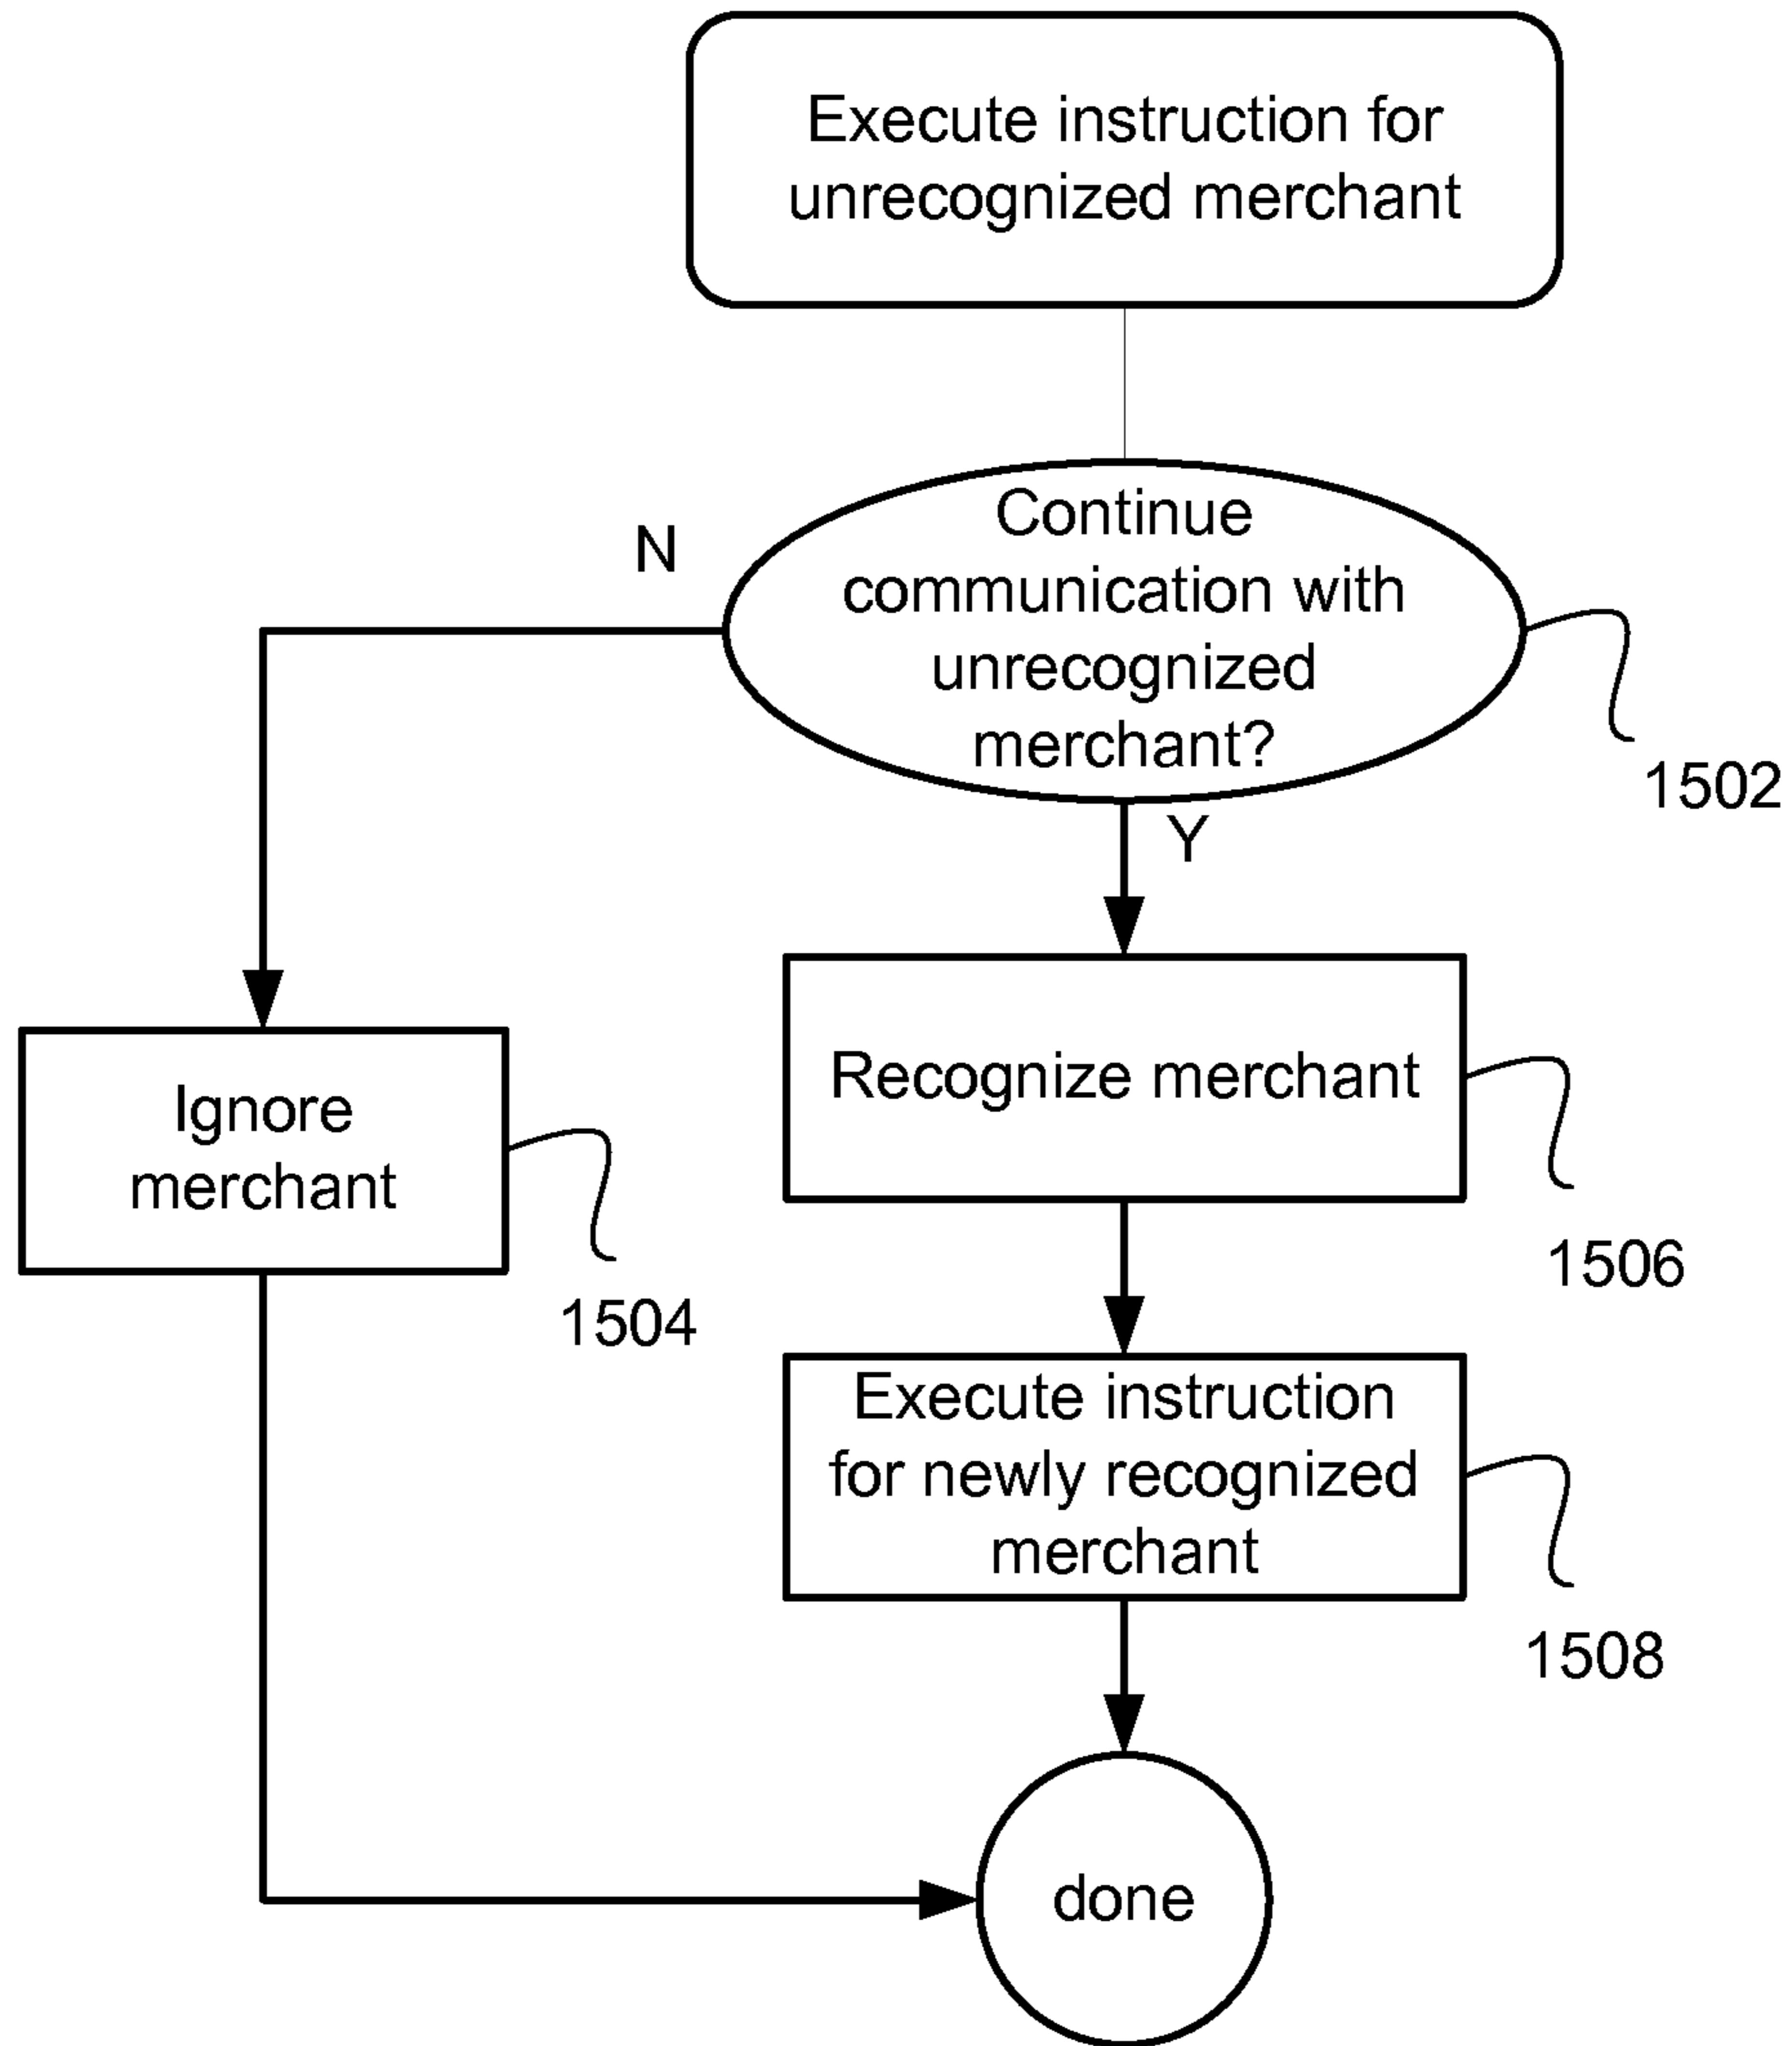 Execute instruction for
unrecognized merchant
Continue
communication with
unrecognized
merchant?
N
1502
Y
Recognize merchant
1506
Ignore
merchant
1504
Execute instruction
for newly recognized
merchant
1508
done